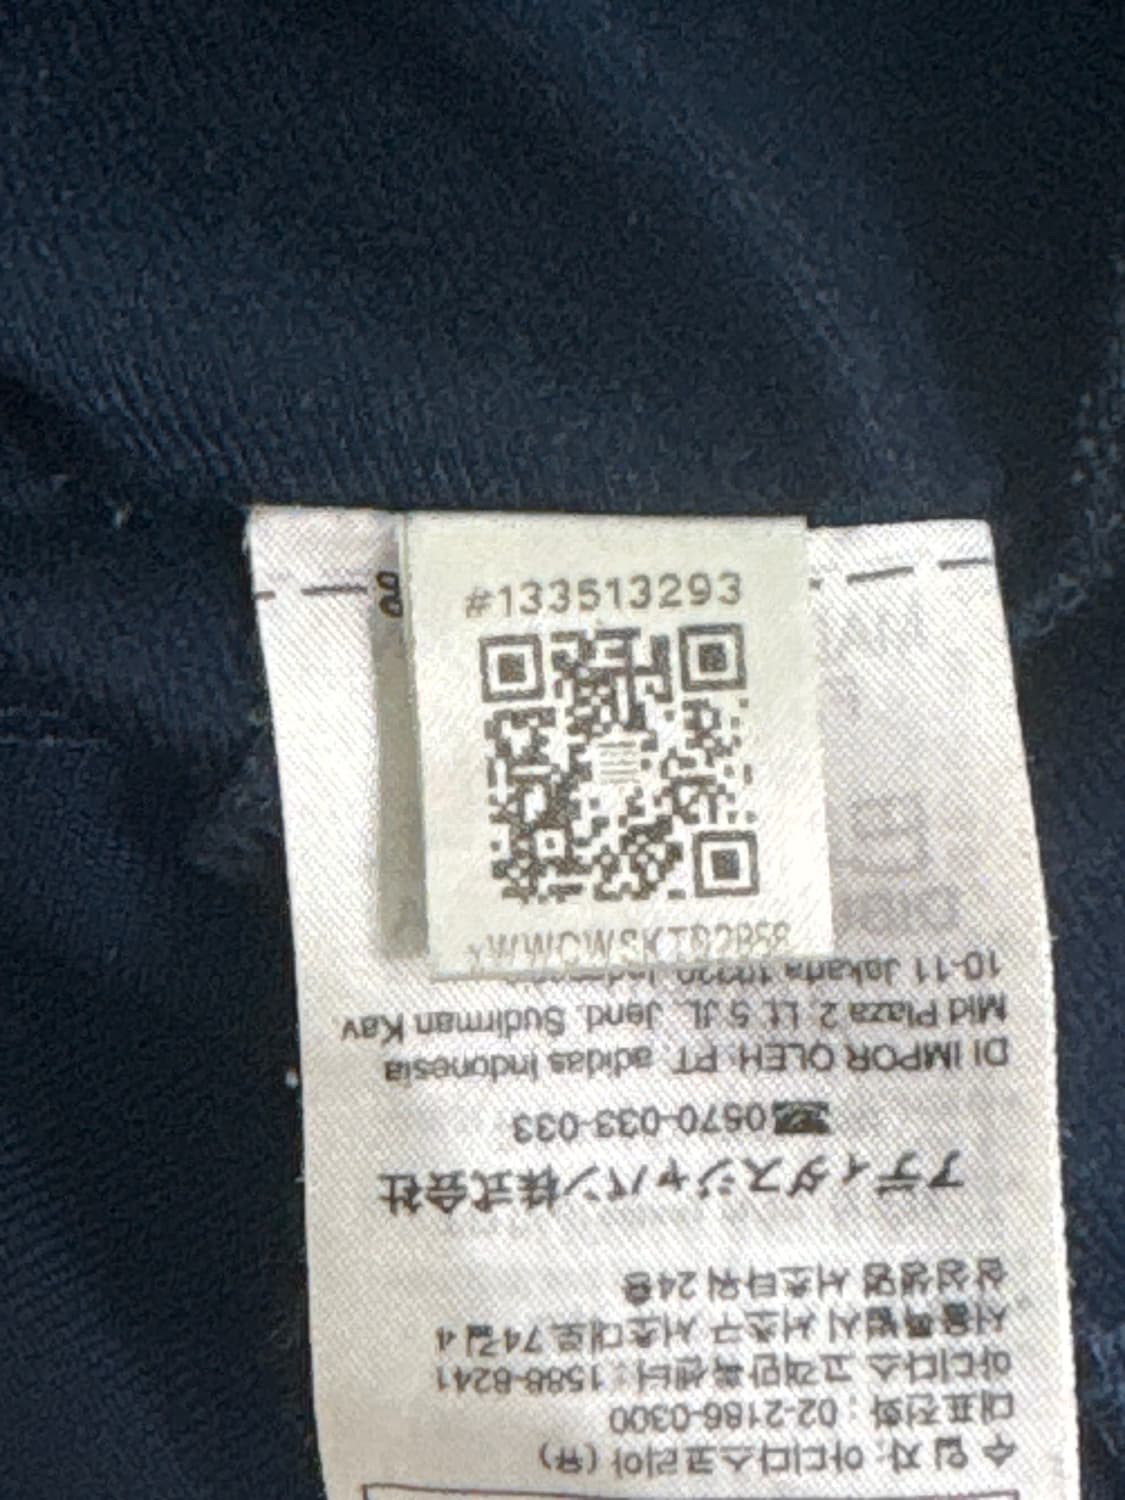 #133513293
수 입 자: 아디다스코리아 (유)
대표전화 : 02-2186-0300
아디다스 고객만족센터 : 1588-8241
서울특별시 서초구 서초대로74길 4
삼성생명 서초타워 24층
アディダスジャパン株式会社
☎0570-033-033
DI IMPOR OLEH: PT. adidas Indonesia
Mid Plaza 2, Lt. 5 JL. Jend. Sudirman Kav.
10-11 Jakarta